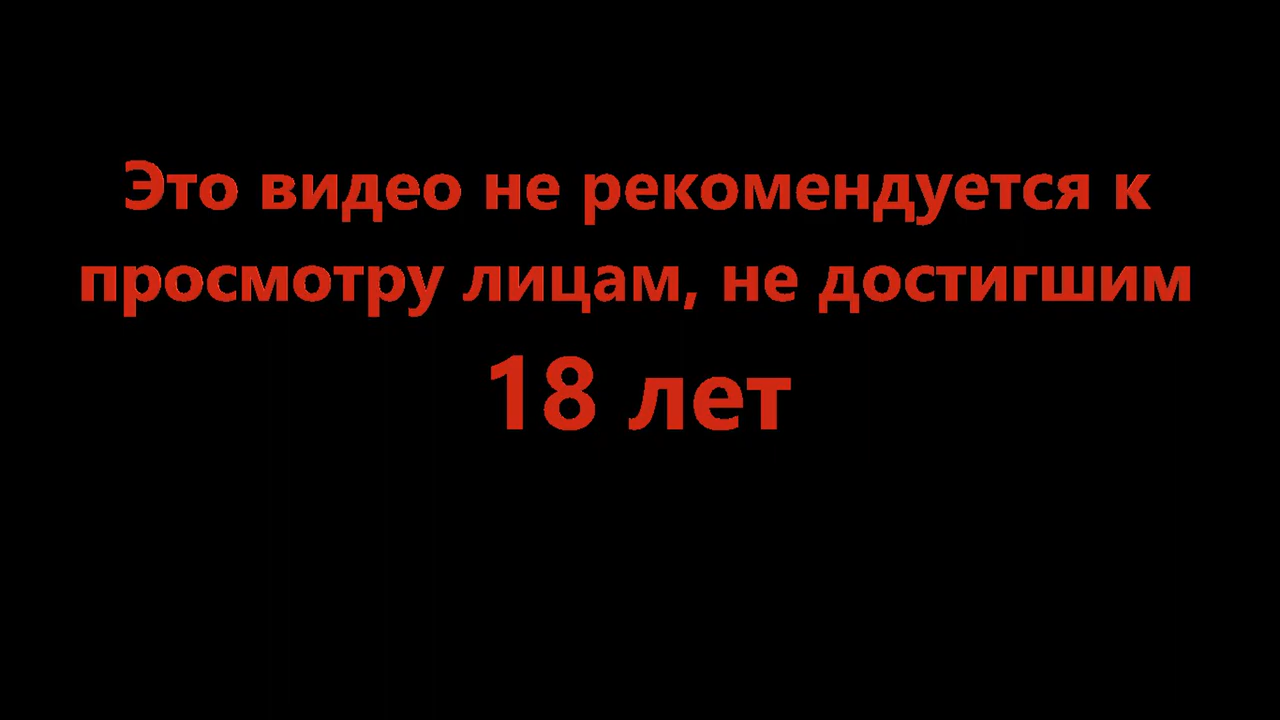 Это видео не рекомендуется к
просмотру лицам, не достигшим
18 лет